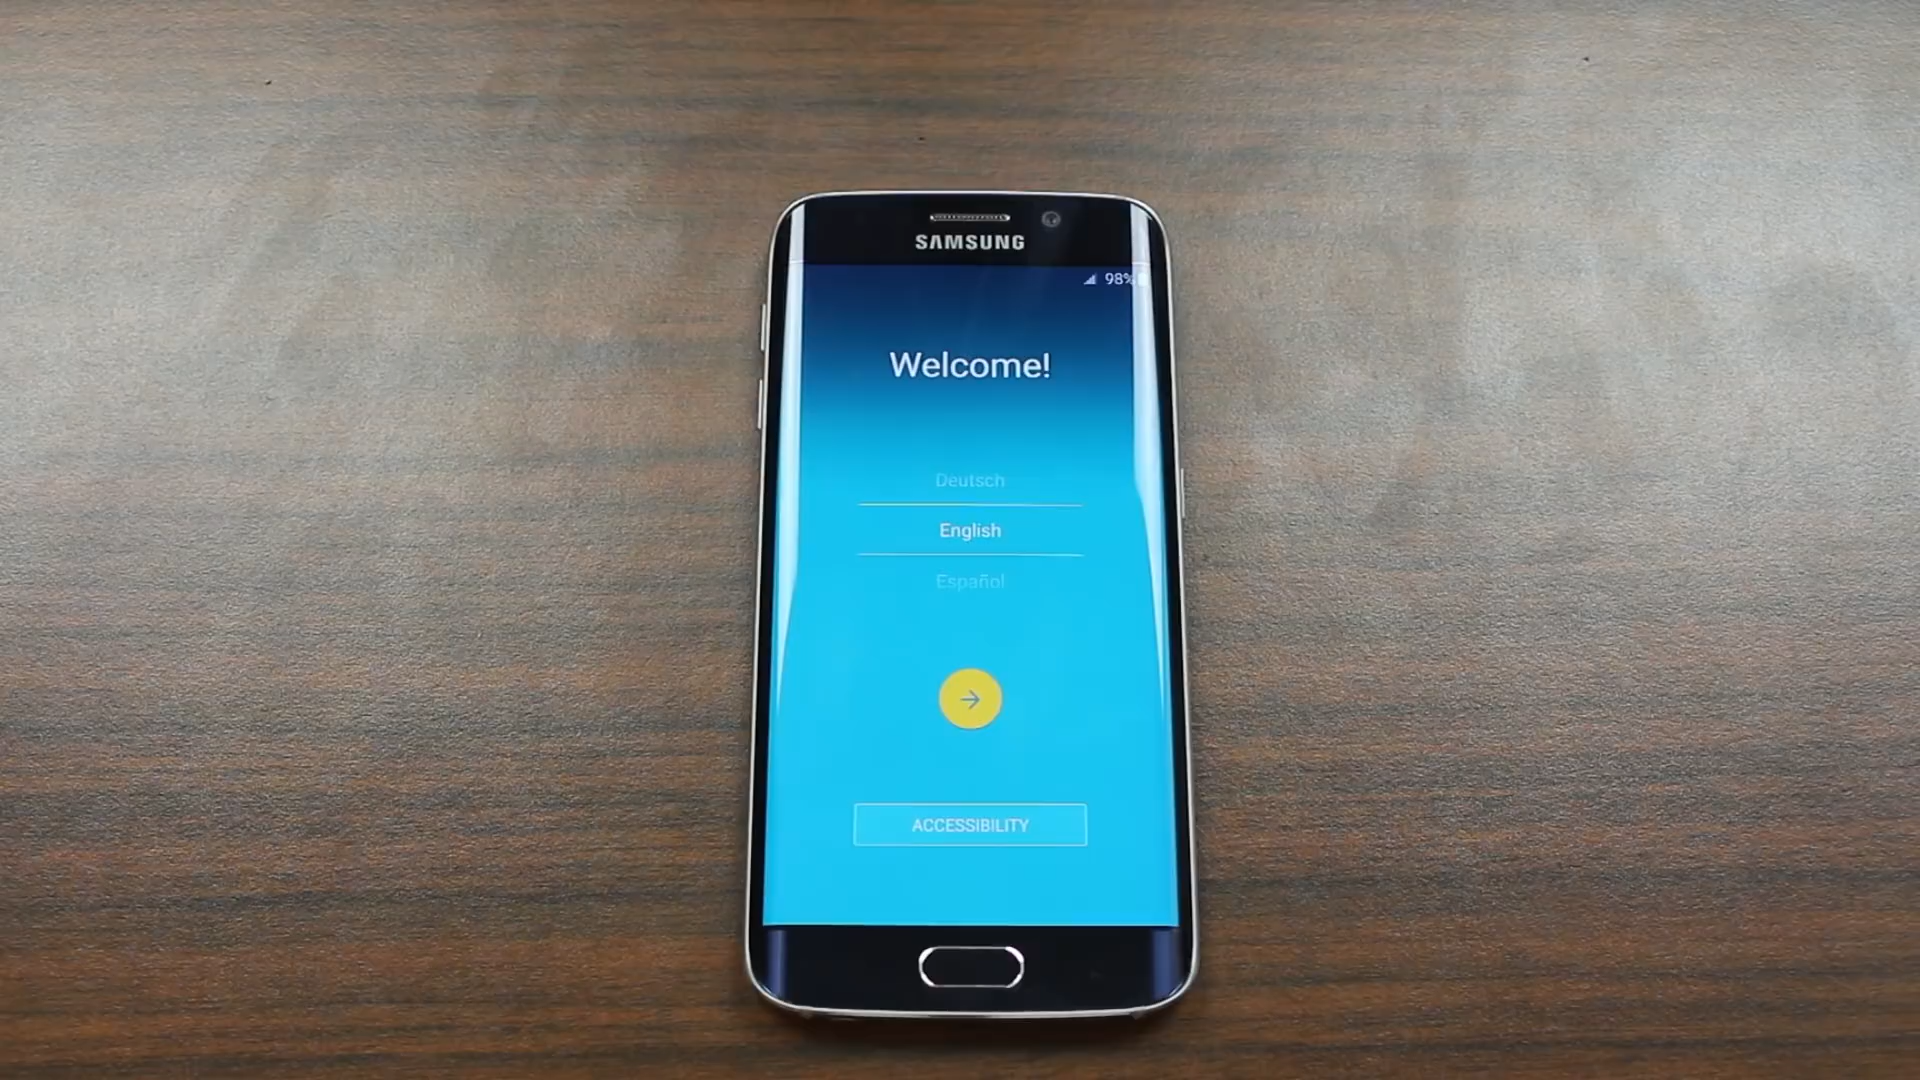 SAMSUNG
98%
Welcome!
Deutsch
English
Español
ACCESSIBILITY